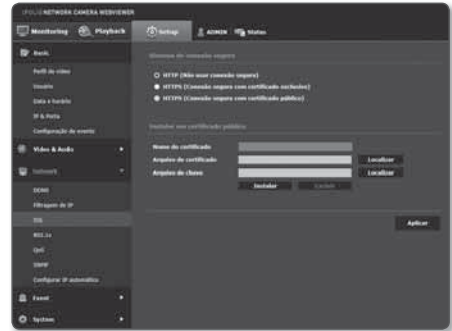 iPOLiS NETWORK CAMERA WEBVIEWER
Monitoring Playback Setup ADMIN Status
Basic
Perfil de vídeo
Usuário
Data e horário
IP & Porta
Configuração de evento
Video & Audio
Network
DDNS
Filtragem de IP
SSL
802.1x
QoS
SNMP
Configurar IP automático
Event
System
Sistema de conexão segura
HTTP (Não usar conexão segura)
HTTPS (Conexão segura com certificado exclusivo)
HTTPS (Conexão segura com certificado público)
Instalar um certificado público
Nome do certificado
Arquivo de certificado Localizar
Arquivo de chave Localizar
Instalar Excluir
Aplicar